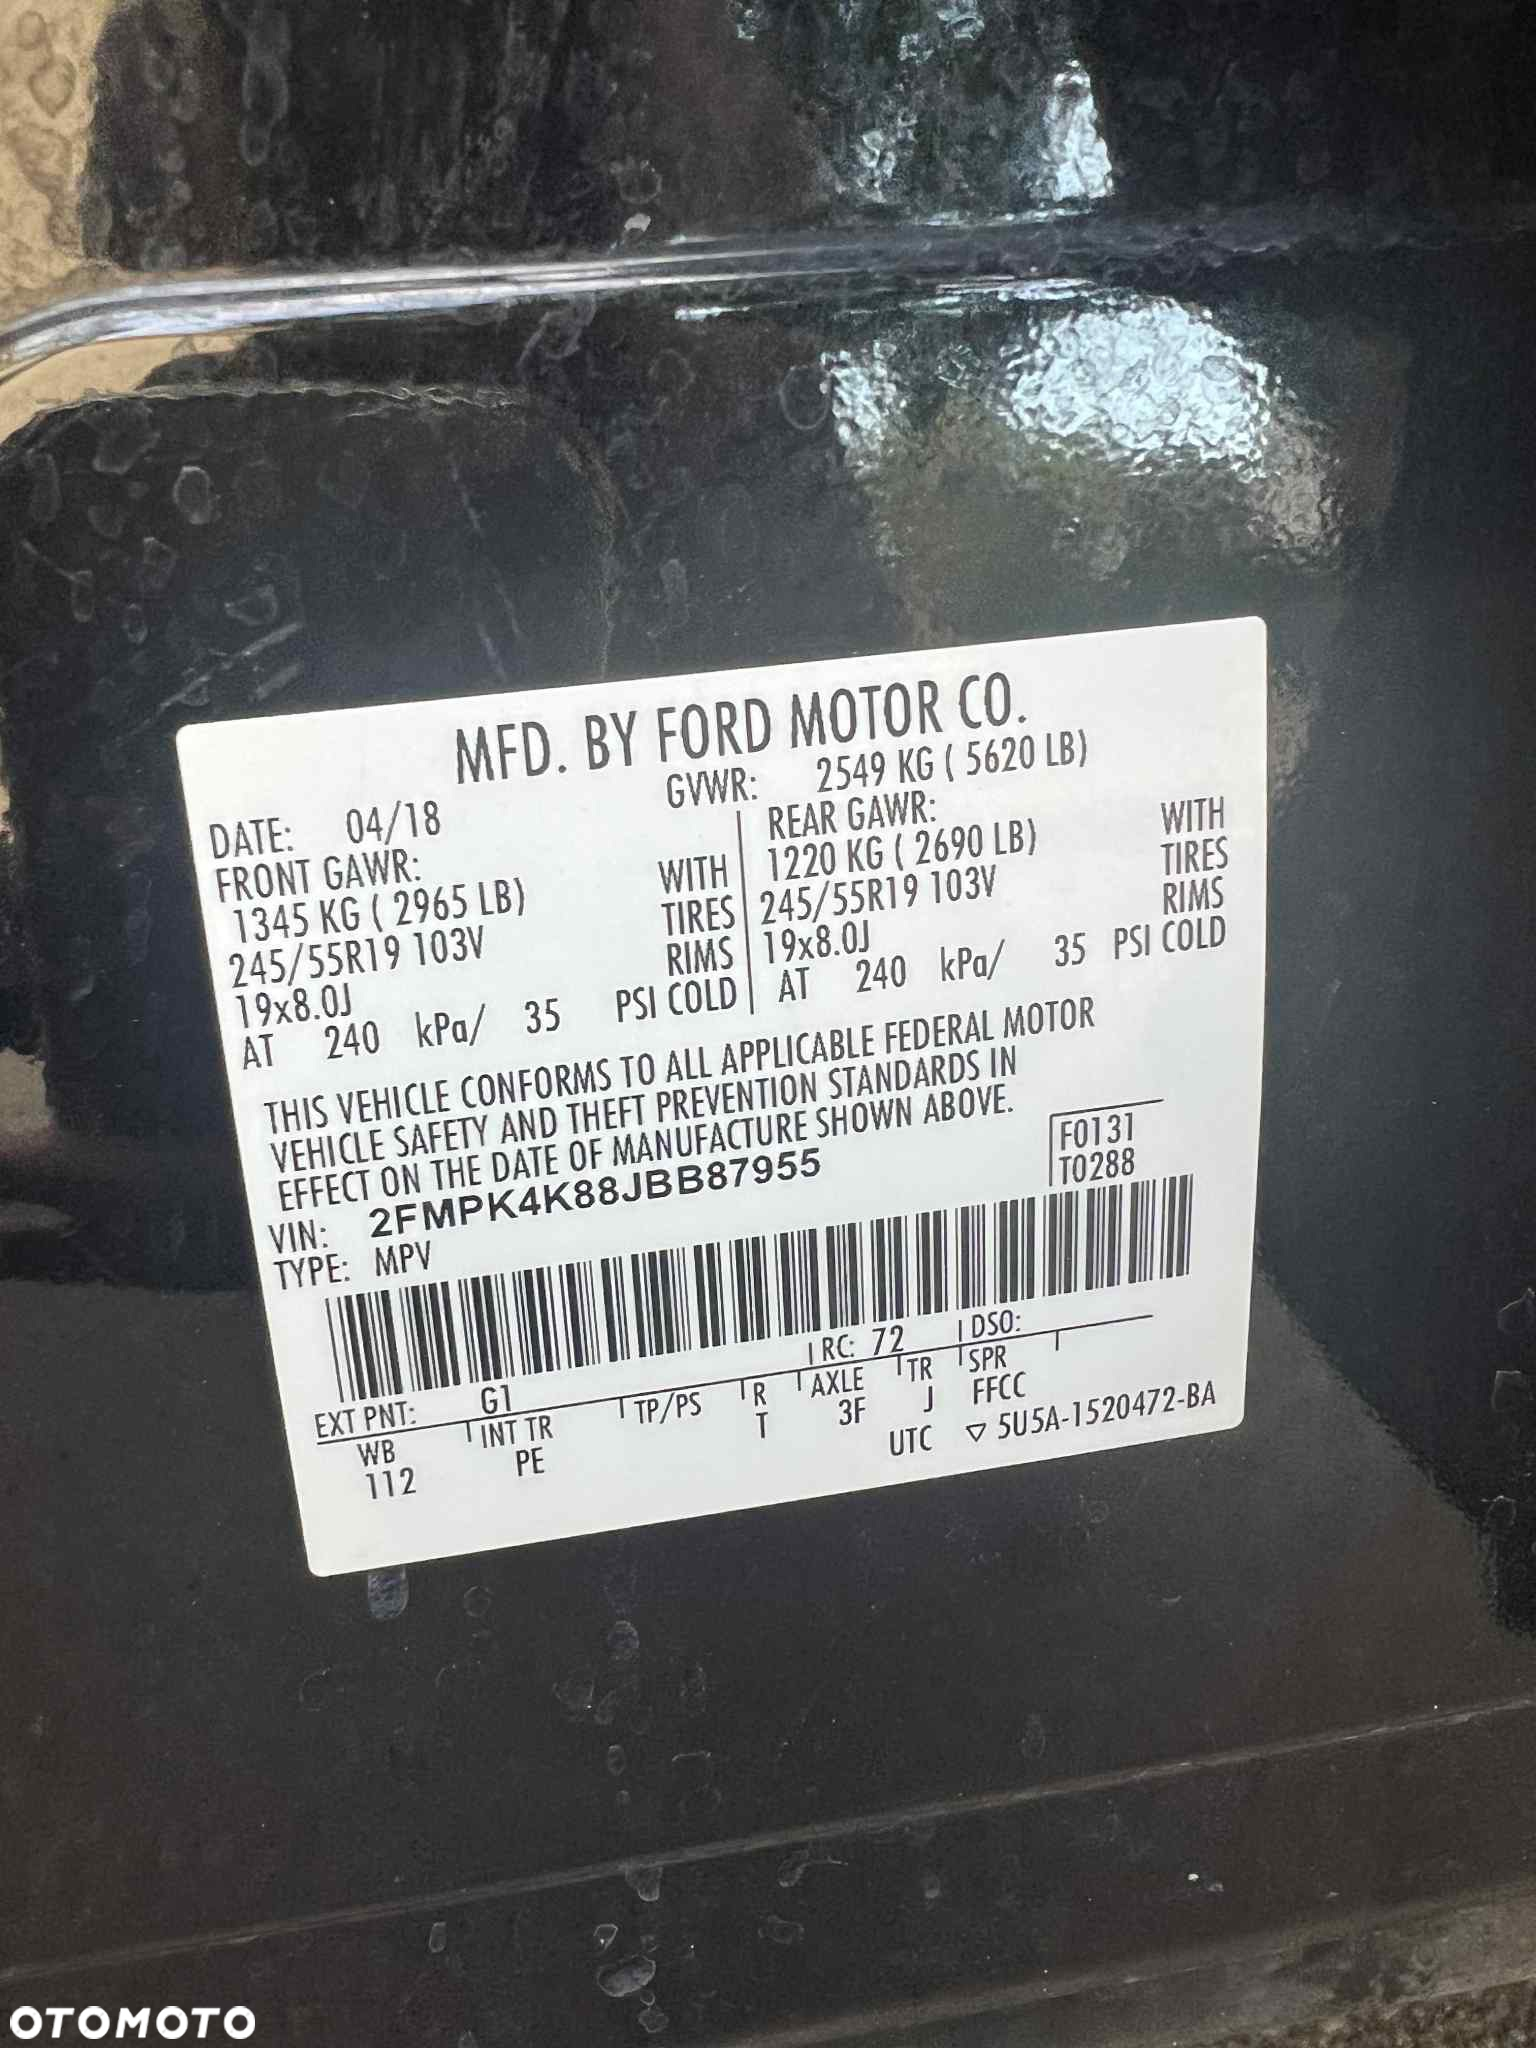 MFD. BY FORD MOTOR CO.
DATE: 04/18 GVWR: 2549 KG ( 5620 LB)
FRONT GAWR: REAR GAWR:
1345 KG ( 2965 LB) WITH 1220 KG ( 2690 LB) WITH
245/55R19 103V TIRES 245/55R19 103V TIRES
19x8.0J RIMS 19x8.0J RIMS
AT 240 kPa/ 35 PSI COLD AT 240 kPa/ 35 PSI COLD
THIS VEHICLE CONFORMS TO ALL APPLICABLE FEDERAL MOTOR
VEHICLE SAFETY AND THEFT PREVENTION STANDARDS IN
EFFECT ON THE DATE OF MANUFACTURE SHOWN ABOVE.
F0131
VIN: 2FMPK4K88JBB87955 T0288
TYPE: MPV
EXT PNT: G1 RC: 72 DSO:
WB INT TR TP/PS R AXLE TR SPR
112 PE T 3F J FFCC
UTC ▽ 5U5A-1520472-BA
OTOMOTO